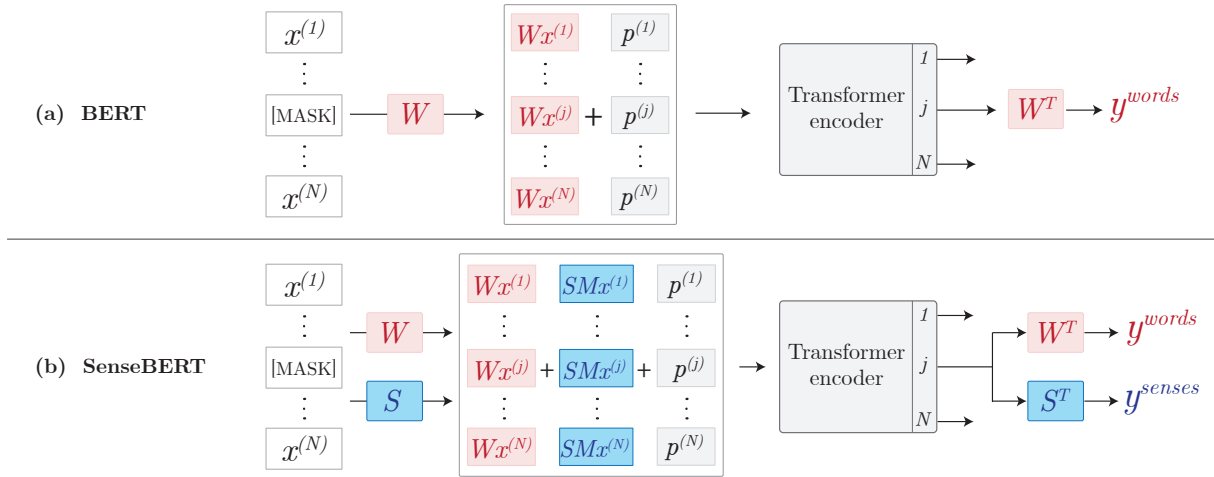 x^(1) Wx^(1) p^(1) 1
⋮ ⋮ ⋮
(a) BERT [MASK] W Wx^(j) + p^(j) Transformer encoder j W^T y^words
⋮ ⋮ ⋮
x^(N) Wx^(N) p^(N) N
x^(1) Wx^(1) SMx^(1) p^(1) 1
⋮ W ⋮ ⋮ ⋮ W^T y^words
(b) SenseBERT [MASK] Wx^(j) + SMx^(j) + p^(j) Transformer encoder j
⋮ S ⋮ ⋮ ⋮ S^T y^senses
x^(N) Wx^(N) SMx^(N) p^(N) N